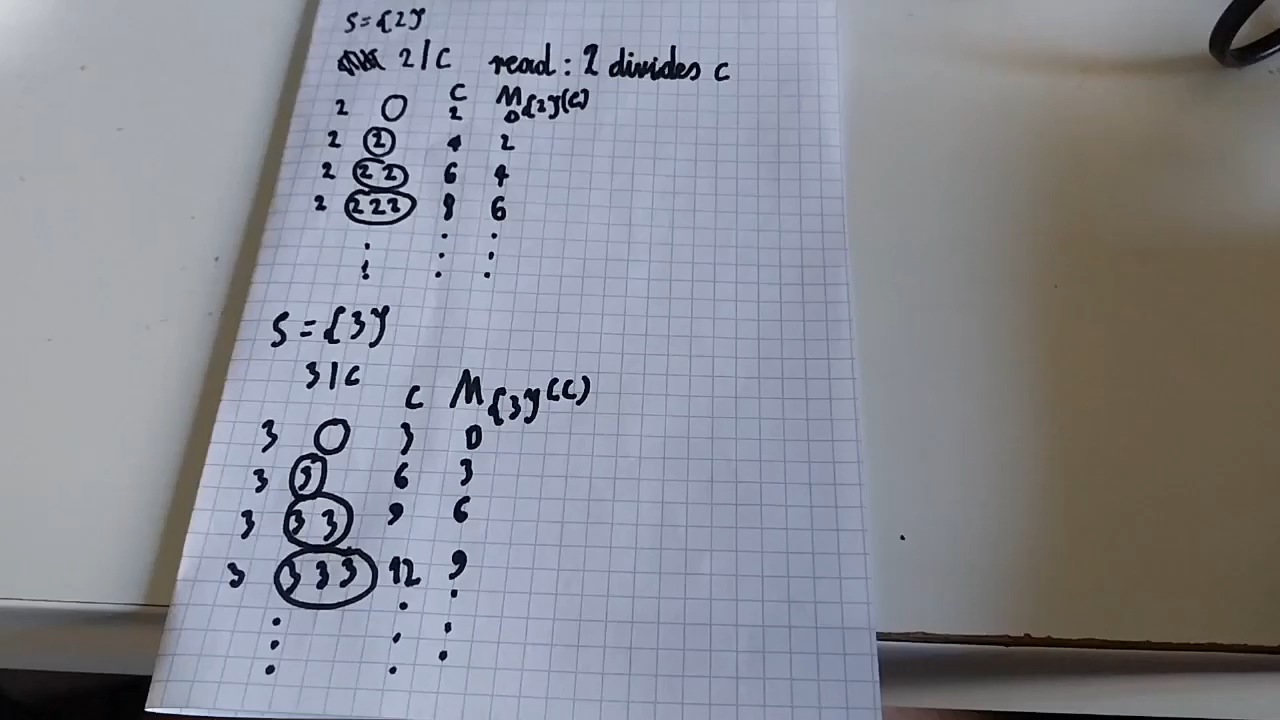 S={2}
2|C read: 2 divides c
C M{2}(C)
2 O 2 0
2 2 4 2
2 2 2 6 4
2 2 2 2 8 6
S={3}
3|C
C M{3}(C)
3 O 3 0
3 3 6 3
3 3 3 9 6
3 3 3 3 12 9